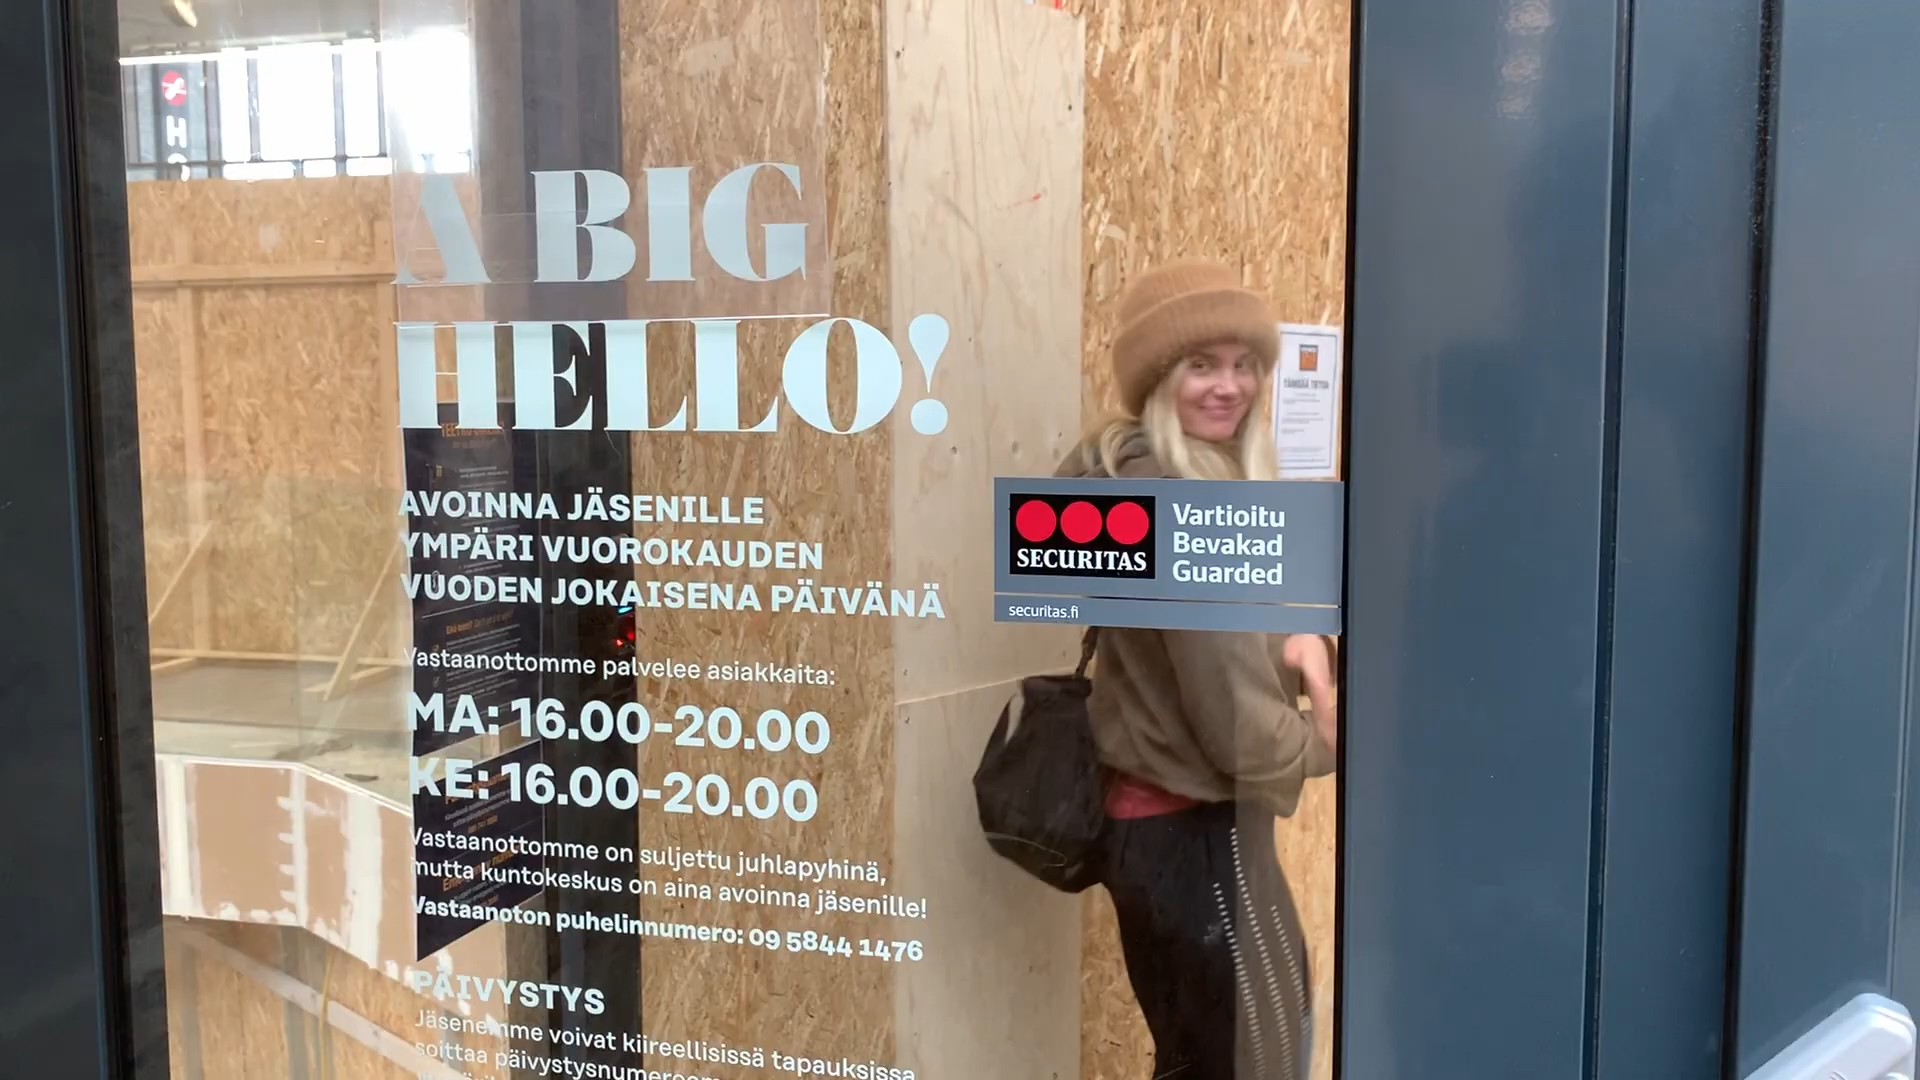 A BIG
HELLO!
AVOINNA JÄSENILLE
YMPÄRI VUOROKAUDEN
VUODEN JOKAISENA PÄIVÄNÄ
Vastaanottomme palvelee asiakkaita:
MA: 16.00-20.00
KE: 16.00-20.00
Vastaanottomme on suljettu juhlapyhinä,
mutta kuntokeskus on aina avoinna jäsenille!
Vastaanoton puhelinnumero: 09 5844 1476
PÄIVYSTYS
Jäsenemme voivat kiireellisissä tapauksissa
soittaa
SECURITAS
Vartioitu
Bevakad
Guarded
securitas.fi